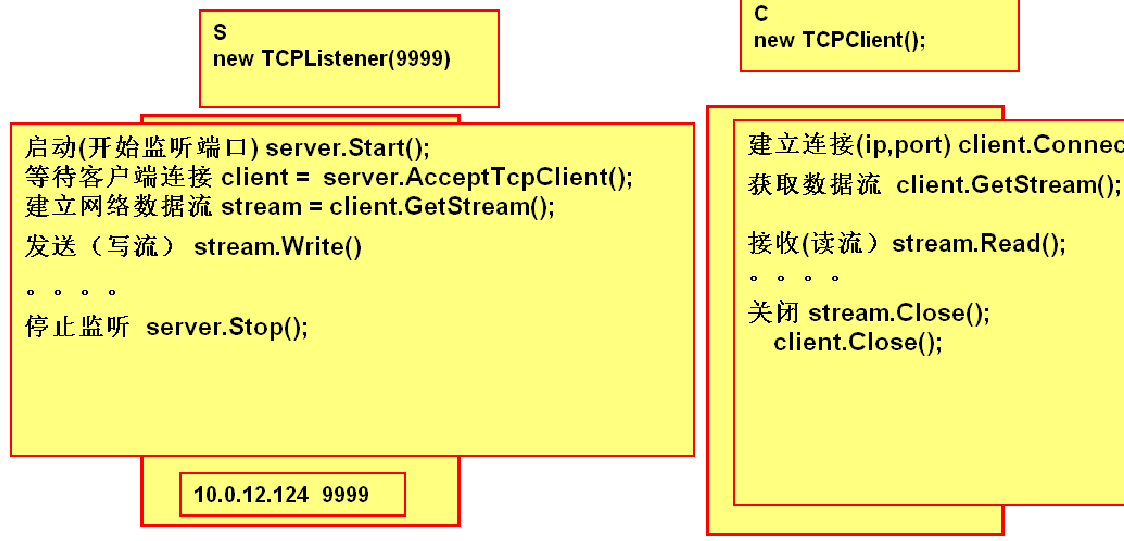 S
new TCPListener(9999)
启动(开始监听端口) server.Start();
等待客户端连接 client =  server.AcceptTcpClient();
建立网络数据流 stream = client.GetStream();
发送（写流） stream.Write()
。。。。
停止监听  server.Stop();
10.0.12.124  9999
C
new TCPClient();
建立连接(ip,port) client.Connec
获取数据流  client.GetStream();
接收(读流）stream.Read();
。。。。
关闭 stream.Close();
client.Close();